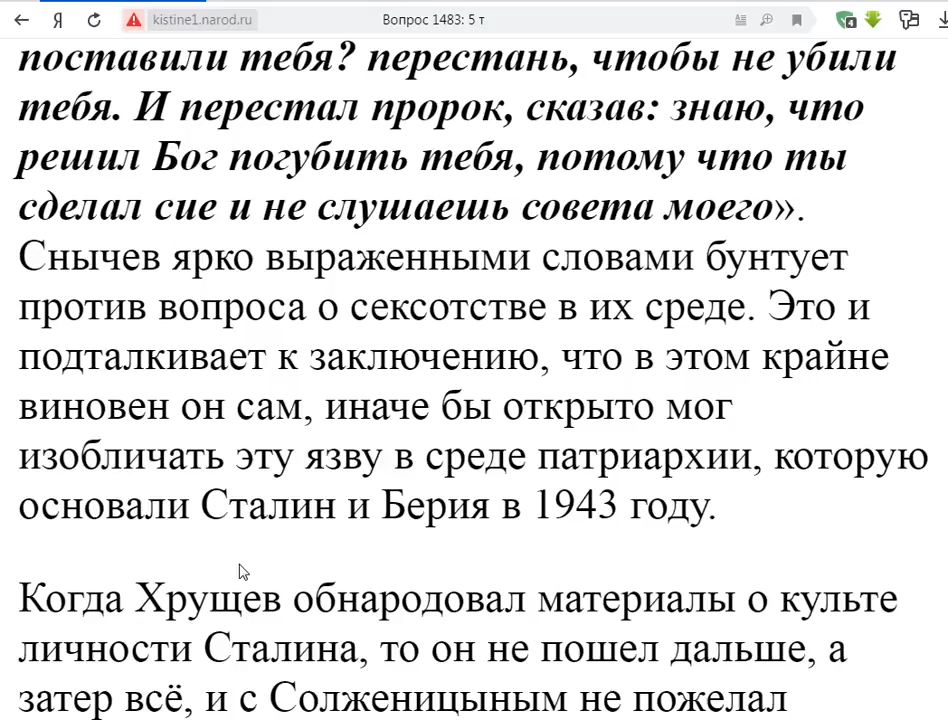 Я kistine1.narod.ru Вопрос 1483: 5 т 4
поставили тебя? перестань, чтобы не убили
тебя. И перестал пророк, сказав: знаю, что
решил Бог погубить тебя, потому что ты
сделал сие и не слушаешь совета моего».
Снычев ярко выраженными словами бунтует
против вопроса о сексотстве в их среде. Это и
подталкивает к заключению, что в этом крайне
виновен он сам, иначе бы открыто мог
изобличать эту язву в среде патриархии, которую
основали Сталин и Берия в 1943 году.
Когда Хрущев обнародовал материалы о культе
личности Сталина, то он не пошел дальше, а
затер всё, и с Солженицыным не пожелал